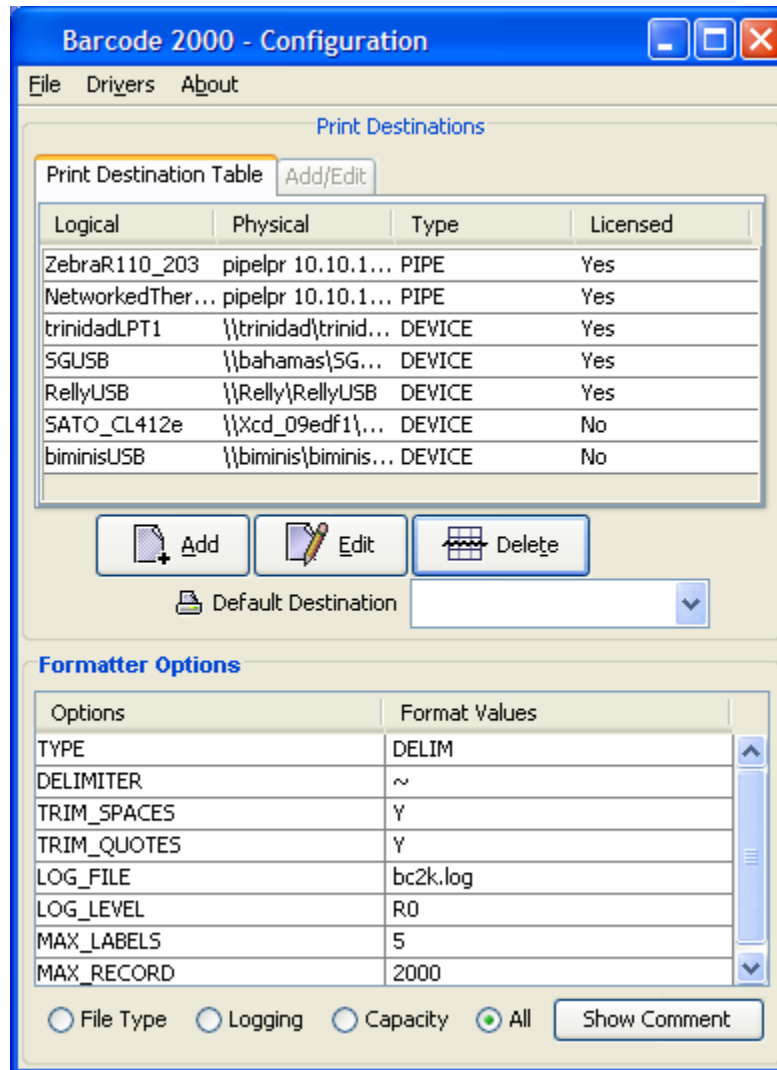 Barcode 2000 - Configuration
File Drivers About
Print Destinations
Print Destination Table Add/Edit
Logical Physical Type Licensed
ZebraR110_203 pipelpr 10.10.1... PIPE Yes
NetworkedTher... pipelpr 10.10.1... PIPE Yes
trinidadLPT1 \\trinidad\trinid... DEVICE Yes
SGUSB \\bahamas\SG... DEVICE Yes
RellyUSB \\Relly\RellyUSB DEVICE Yes
SATO_CL412e \\Xcd_09edf1\... DEVICE No
biminisUSB \\biminis\biminis... DEVICE No
Add Edit Delete
Default Destination
Formatter Options
Options Format Values
TYPE DELIM
DELIMITER ~
TRIM_SPACES Y
TRIM_QUOTES Y
LOG_FILE bc2k.log
LOG_LEVEL R0
MAX_LABELS 5
MAX_RECORD 2000
File Type Logging Capacity All Show Comment